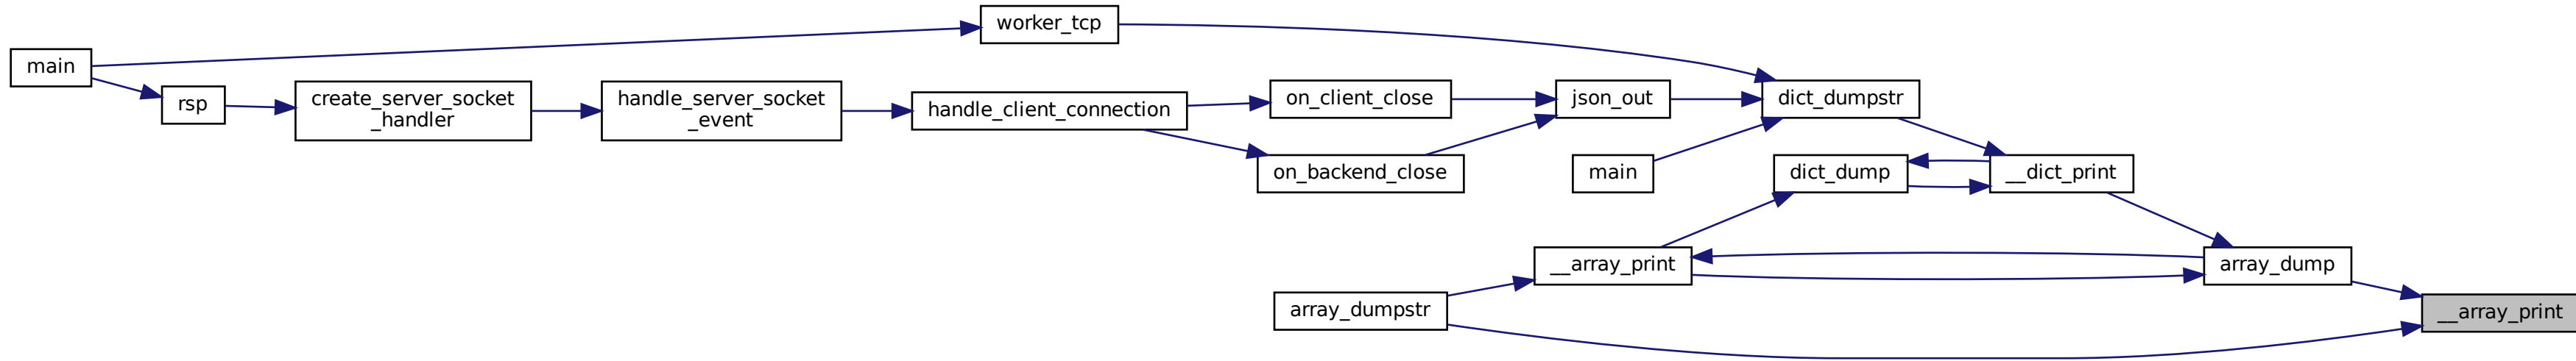 worker_tcp
main
rsp
create_server_socket
_handler
handle_server_socket
_event
handle_client_connection
on_client_close
json_out
dict_dumpstr
on_backend_close
main
dict_dump
__dict_print
__array_print
array_dump
array_dumpstr
__array_print